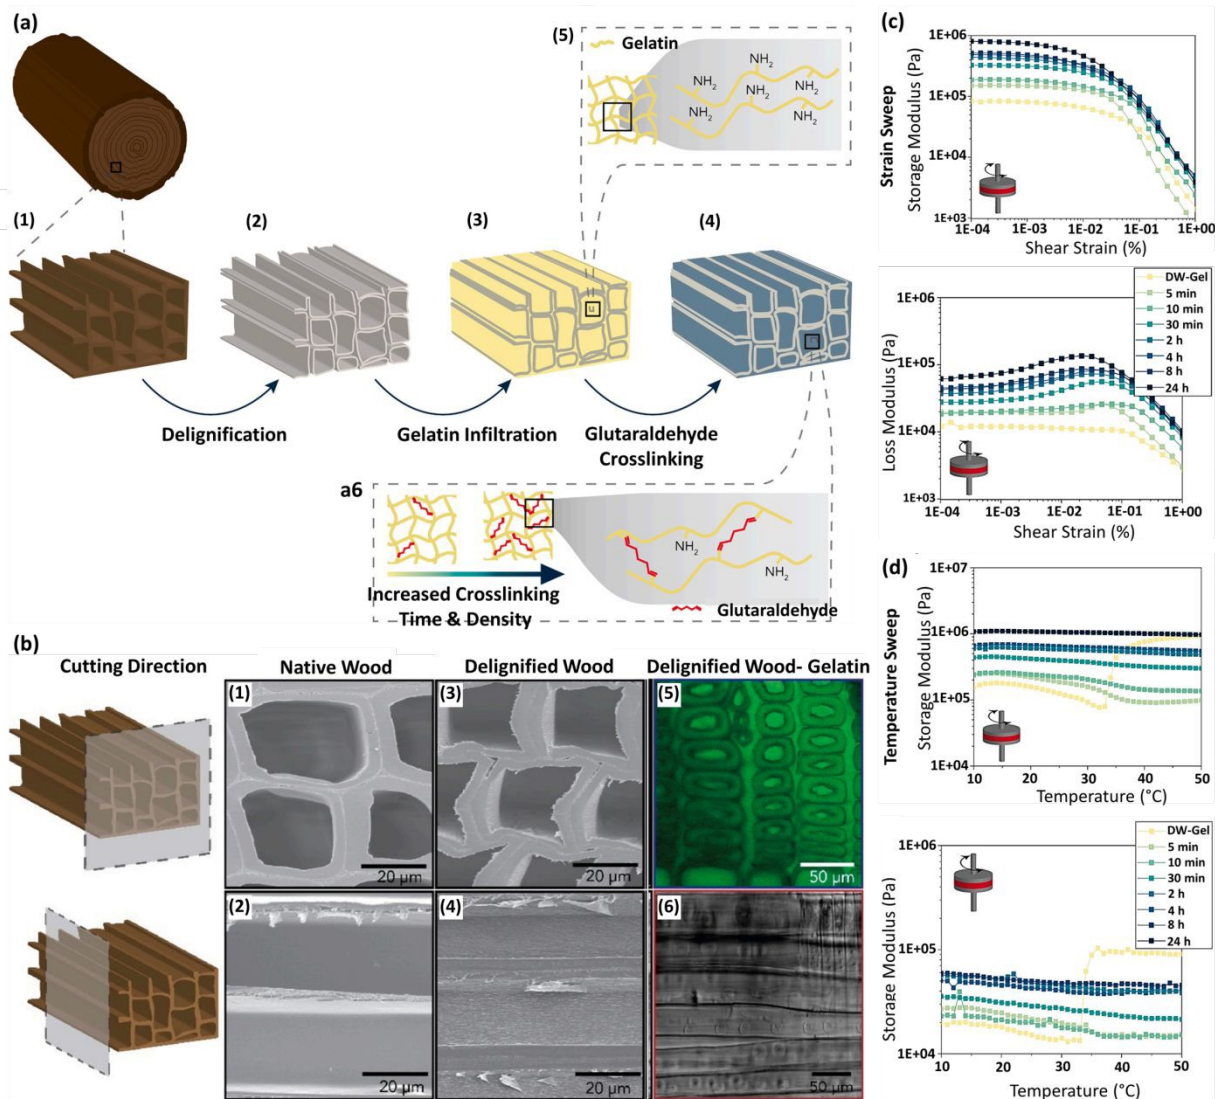 (a)
(5)
Gelatin
NH2
NH2
NH2
NH2
NH2
NH2
(1)
(2)
(3)
(4)
u
Delignification
Gelatin Infiltration
Glutaraldehyde
Crosslinking
a6
NH2
NH2
Increased Crosslinking
Time & Density
Glutaraldehyde
(b)
Cutting Direction
Native Wood
Delignified Wood
Delignified Wood- Gelatin
(1)
20 µm
(3)
20 µm
(5)
50 µm
(2)
20 µm
(4)
20 µm
(6)
50 µm
(c)
Strain Sweep
Storage Modulus (Pa)
1E+06
1E+05
1E+04
1E+03
1E-04 1E-03 1E-02 1E-01 1E+00
Shear Strain (%)
Loss Modulus (Pa)
1E+06
1E+05
1E+04
1E+03
1E-04 1E-03 1E-02 1E-01 1E+00
Shear Strain (%)
DW-Gel
5 min
10 min
30 min
2 h
4 h
8 h
24 h
(d)
Temperature Sweep
Storage Modulus (Pa)
1E+07
1E+06
1E+05
1E+04
10 20 30 40 50
Temperature (°C)
Storage Modulus (Pa)
1E+06
1E+05
1E+04
10 20 30 40 50
Temperature (°C)
DW-Gel
5 min
10 min
30 min
2 h
4 h
8 h
24 h